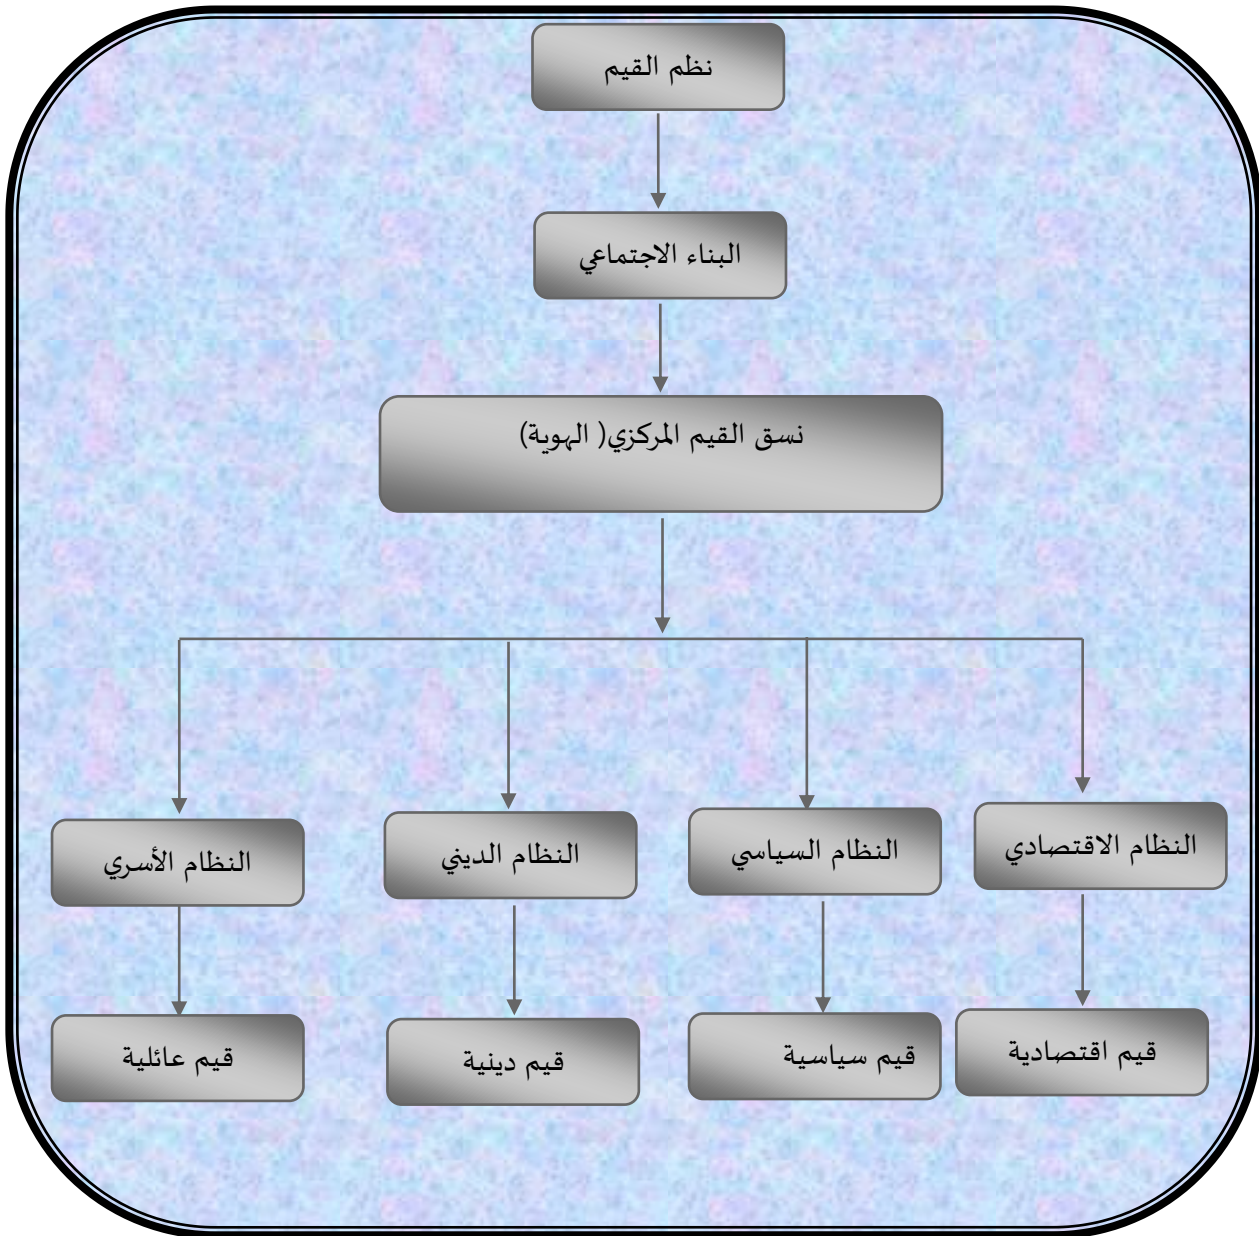 نظم القيم
البناء الاجتماعي
نسق القيم المركزي( الهوية)
النظام الاقتصادي
النظام السياسي
النظام الديني
النظام الأسري
قيم اقتصادية
قيم سياسية
قيم دينية
قيم عائلية